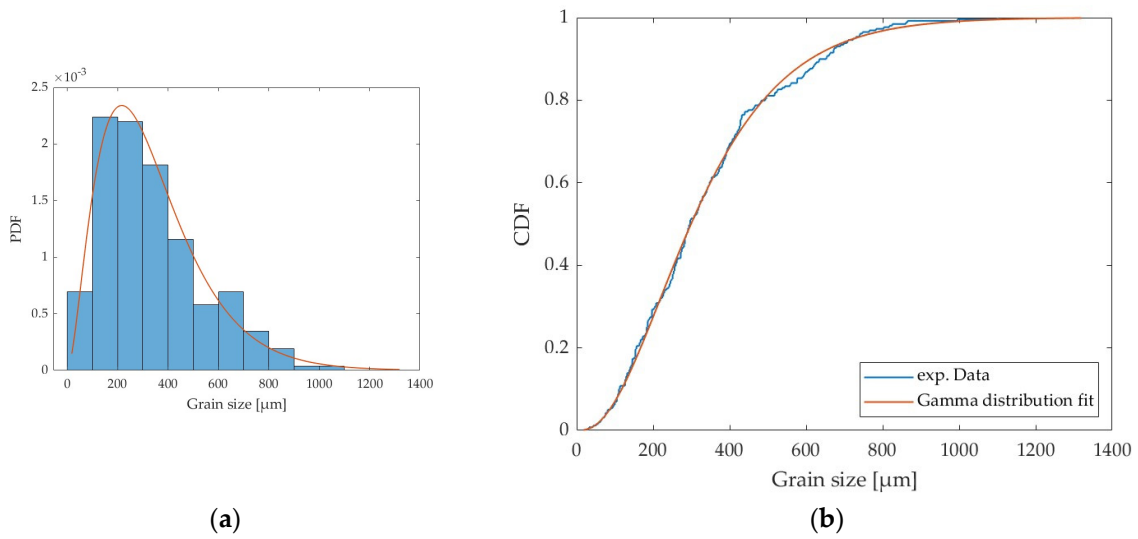 ×10⁻³
2.5
2
1.5
1
0.5
0
PDF
0 200 400 600 800 1000 1200 1400
Grain size [µm]
(a)
1
0.8
0.6
0.4
0.2
0
CDF
exp. Data
Gamma distribution fit
0 200 400 600 800 1000 1200 1400
Grain size [µm]
(b)